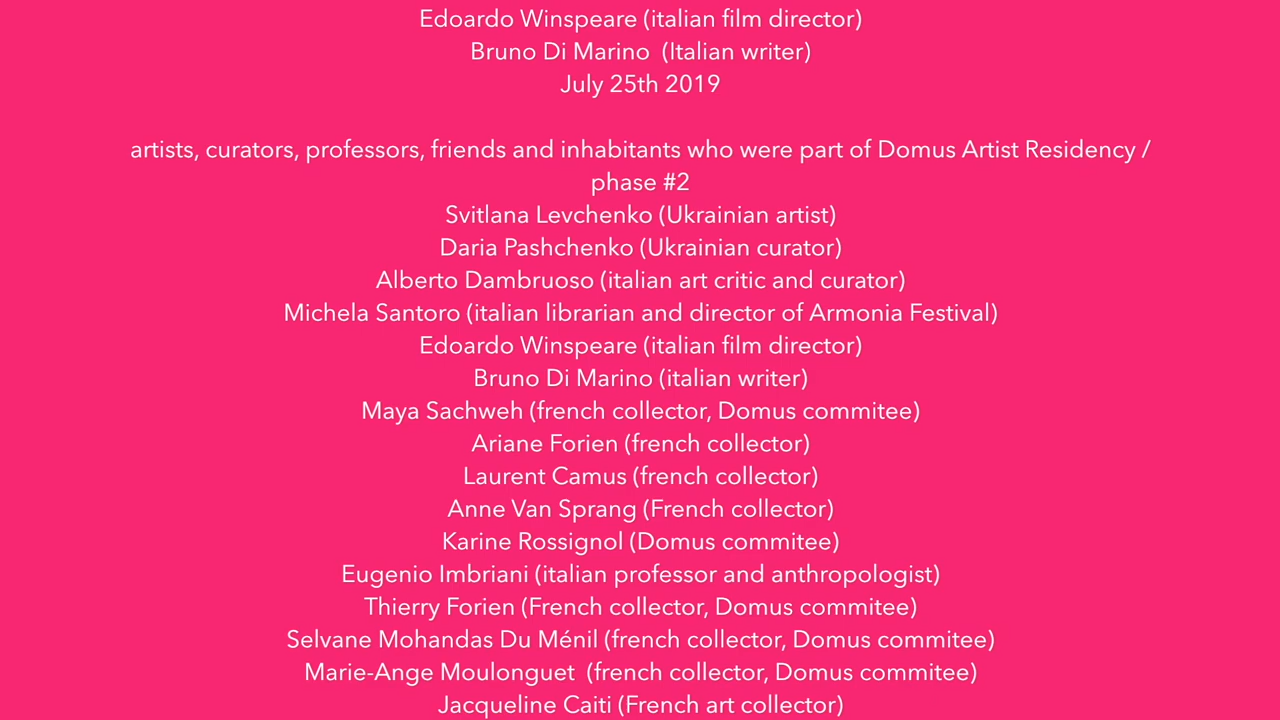 Edoardo Winspeare (italian film director)
Bruno Di Marino  (Italian writer)
July 25th 2019
artists, curators, professors, friends and inhabitants who were part of Domus Artist Residency /
phase #2
Svitlana Levchenko (Ukrainian artist)
Daria Pashchenko (Ukrainian curator)
Alberto Dambruoso (italian art critic and curator)
Michela Santoro (italian librarian and director of Armonia Festival)
Edoardo Winspeare (italian film director)
Bruno Di Marino (italian writer)
Maya Sachweh (french collector, Domus commitee)
Ariane Forien (french collector)
Laurent Camus (french collector)
Anne Van Sprang (French collector)
Karine Rossignol (Domus commitee)
Eugenio Imbriani (italian professor and anthropologist)
Thierry Forien (French collector, Domus commitee)
Selvane Mohandas Du Ménil (french collector, Domus commitee)
Marie-Ange Moulonguet  (french collector, Domus commitee)
Jacqueline Caiti (French art collector)